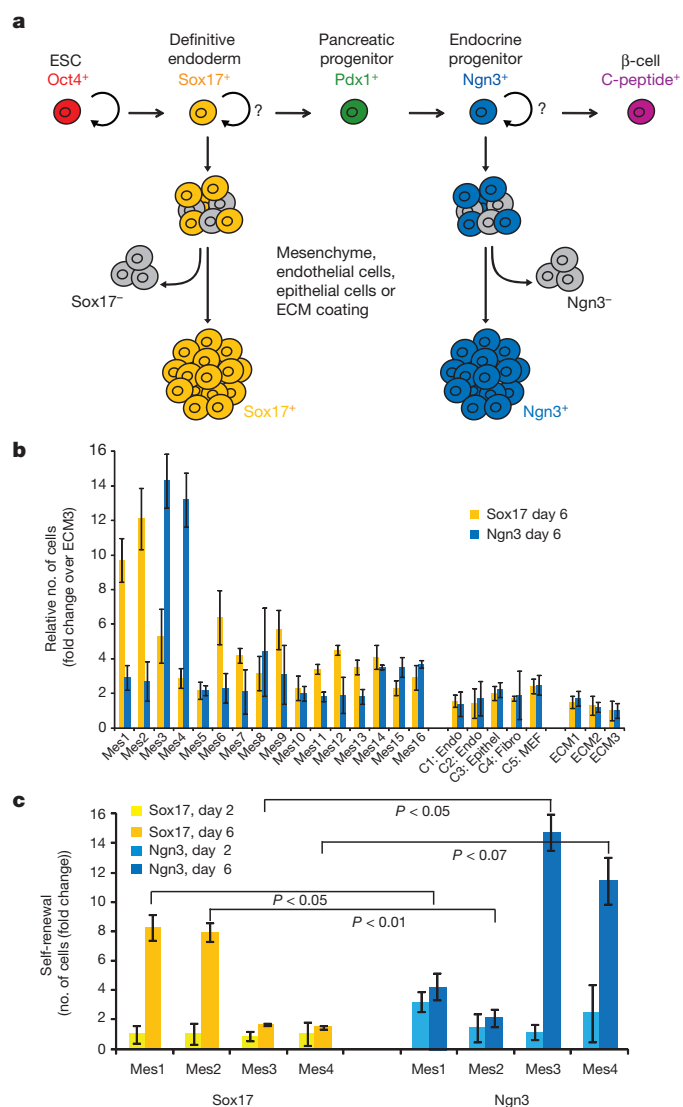 a
ESC
Oct4+
Definitive
endoderm
Sox17+
Pancreatic
progenitor
Pdx1+
Endocrine
progenitor
Ngn3+
β-cell
C-peptide+
?
?
Sox17−
Mesenchyme,
endothelial cells,
epithelial cells or
ECM coating
Ngn3−
Sox17+
Ngn3+
b
Relative no. of cells
(fold change over ECM3)
16
14
12
10
8
6
4
2
0
Sox17 day 6
Ngn3 day 6
Mes1
Mes2
Mes3
Mes4
Mes5
Mes6
Mes7
Mes8
Mes9
Mes10
Mes11
Mes12
Mes13
Mes14
Mes15
Mes16
C1: Endo
C2: Endo
C3: Epithel
C4: Fibro
C5: MEF
ECM1
ECM2
ECM3
c
Self-renewal
(no. of cells (fold change))
16
14
12
10
8
6
4
2
0
Sox17, day 2
Sox17, day 6
Ngn3, day 2
Ngn3, day 6
P < 0.05
P < 0.07
P < 0.05
P < 0.01
Mes1 Mes2 Mes3 Mes4 Mes1 Mes2 Mes3 Mes4
Sox17 Ngn3